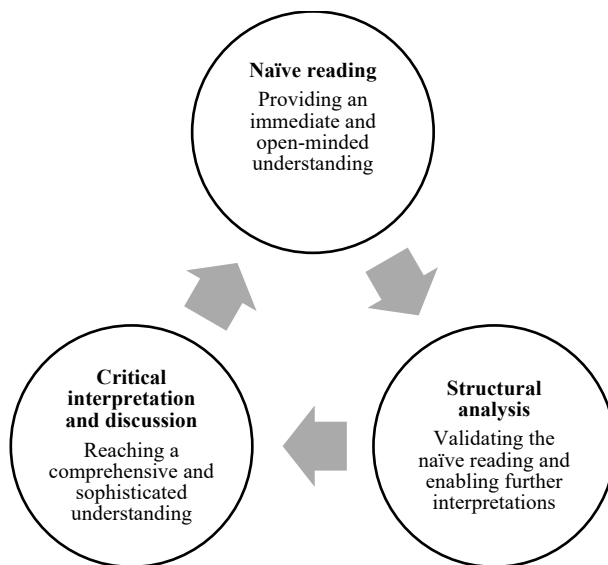 Naïve reading
Providing an
immediate and
open-minded
understanding
Structural
analysis
Validating the
naïve reading and
enabling further
interpretations
Critical
interpretation
and discussion
Reaching a
comprehensive and
sophisticated
understanding